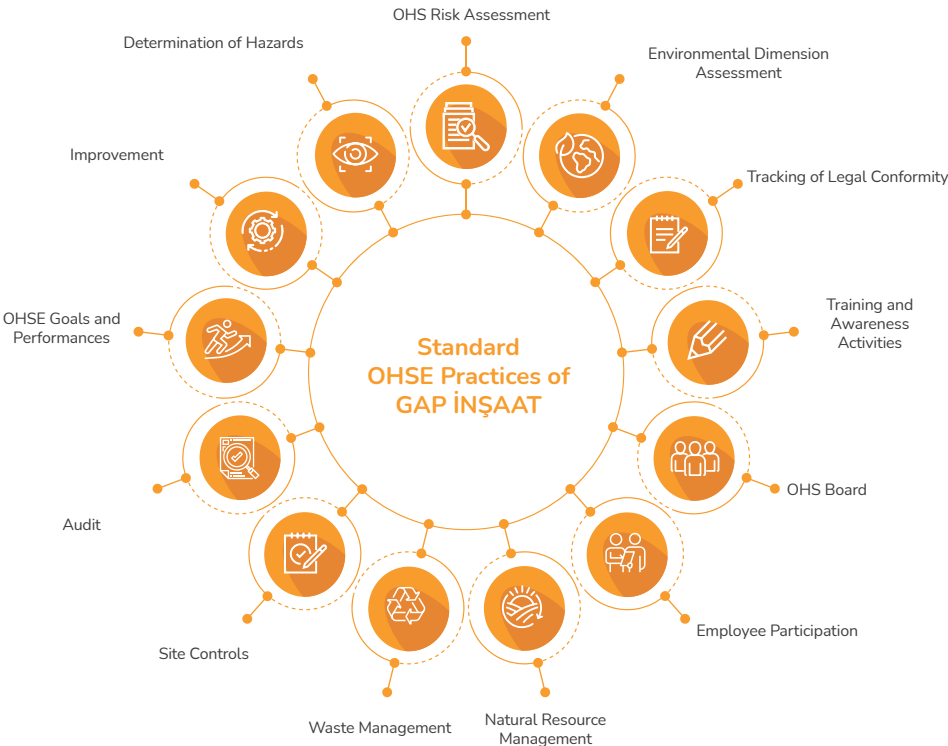 OHS Risk Assessment
Determination of Hazards
Environmental Dimension
Assessment
Improvement
Tracking of Legal Conformity
OHSE Goals and
Performances
Training and
Awareness
Activities
Standard
OHSE Practices of
GAP İNŞAAT
OHS Board
Audit
Employee Participation
Site Controls
Waste Management
Natural Resource
Management